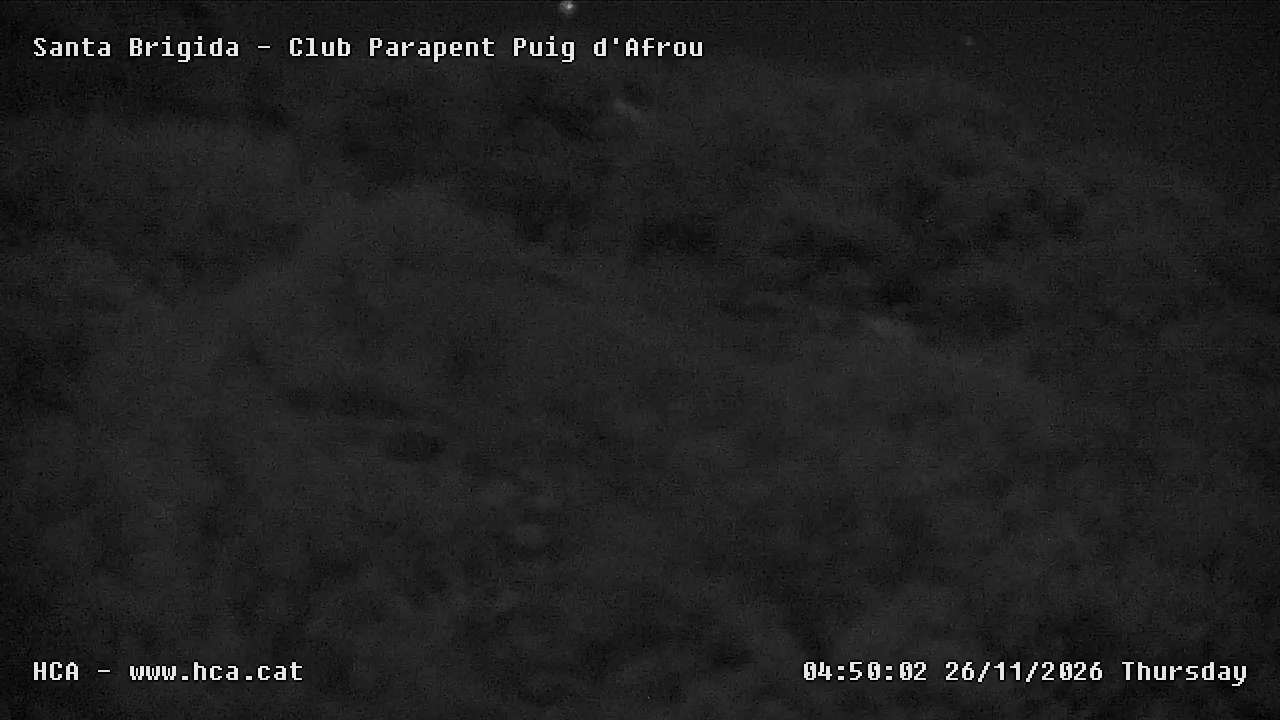 Santa Brigida - Club Parapent Puig d'Afrou
HCA - www.hca.cat
04:50:02 26/11/2026 Thursday